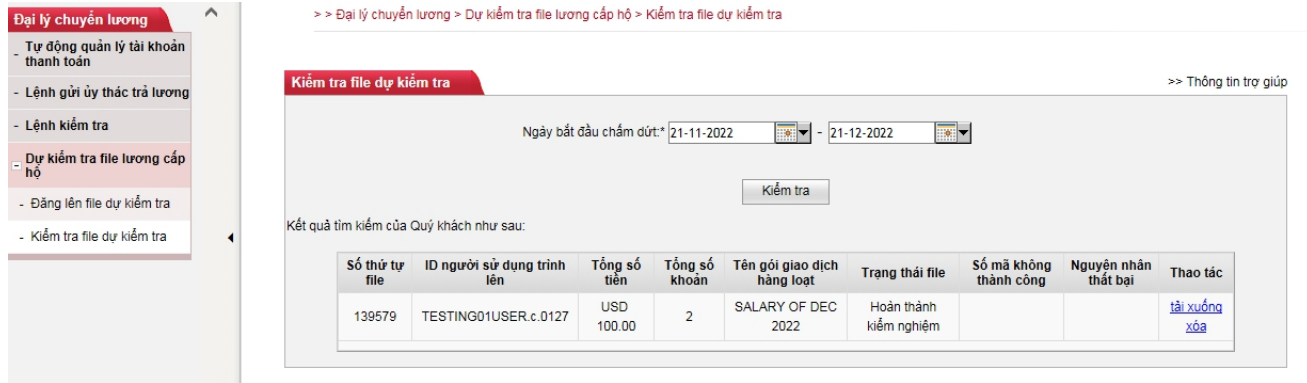 Đại lý chuyển lương
- Tự động quản lý tài khoản
thanh toán
- Lệnh gửi ủy thác trả lương
- Lệnh kiểm tra
- Dự kiểm tra file lương cấp
hộ
- Đăng lên file dự kiểm tra
- Kiểm tra file dự kiểm tra
> > Đại lý chuyển lương > Dự kiểm tra file lương cấp hộ > Kiểm tra file dự kiểm tra
Kiểm tra file dự kiểm tra
>> Thông tin trợ giúp
Ngày bắt đầu chấm dứt:* 21-11-2022 - 21-12-2022
Kiểm tra
Kết quả tìm kiếm của Quý khách như sau:
Số thứ tự file ID người sử dụng trình lên Tổng số tiền Tổng số khoản Tên gói giao dịch hàng loạt Trạng thái file Số mã không thành công Nguyên nhân thất bại Thao tác
139579 TESTING01USER.c.0127 USD 100.00 2 SALARY OF DEC 2022 Hoàn thành kiểm nghiệm tải xuống xóa